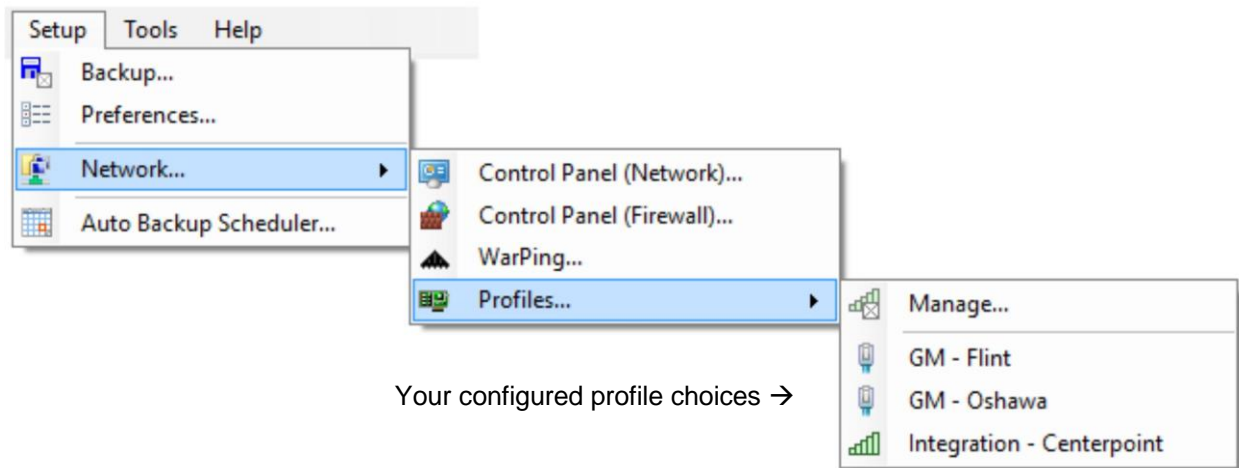 Setup Tools Help
Backup...
Preferences...
Network...
Auto Backup Scheduler...
Control Panel (Network)...
Control Panel (Firewall)...
WarPing...
Profiles...
Manage...
GM - Flint
GM - Oshawa
Integration - Centerpoint
Your configured profile choices →